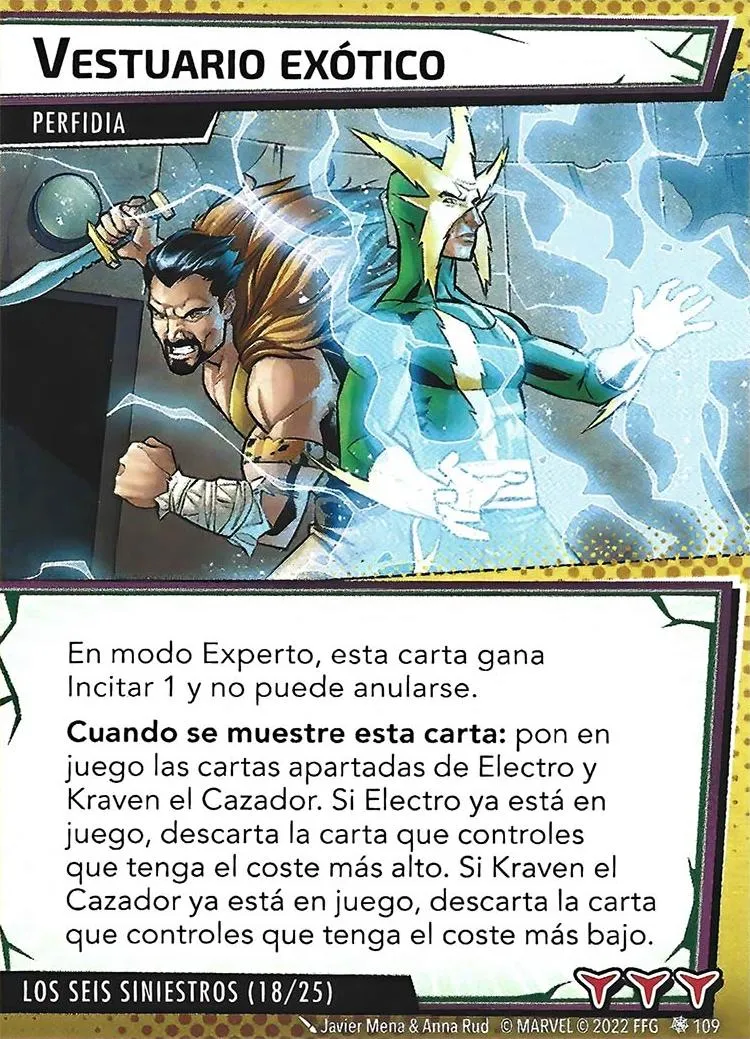 VESTUARIO EXÓTICO
PERFIDIA
En modo Experto, esta carta gana
Incitar 1 y no puede anularse.
Cuando se muestre esta carta: pon en
juego las cartas apartadas de Electro y
Kraven el Cazador. Si Electro ya está en
juego, descarta la carta que controles
que tenga el coste más alto. Si Kraven el
Cazador ya está en juego, descarta la carta
que controles que tenga el coste más bajo.
LOS SEIS SINIESTROS (18/25)
Javier Mena & Anna Rud © MARVEL © 2022 FFG 109